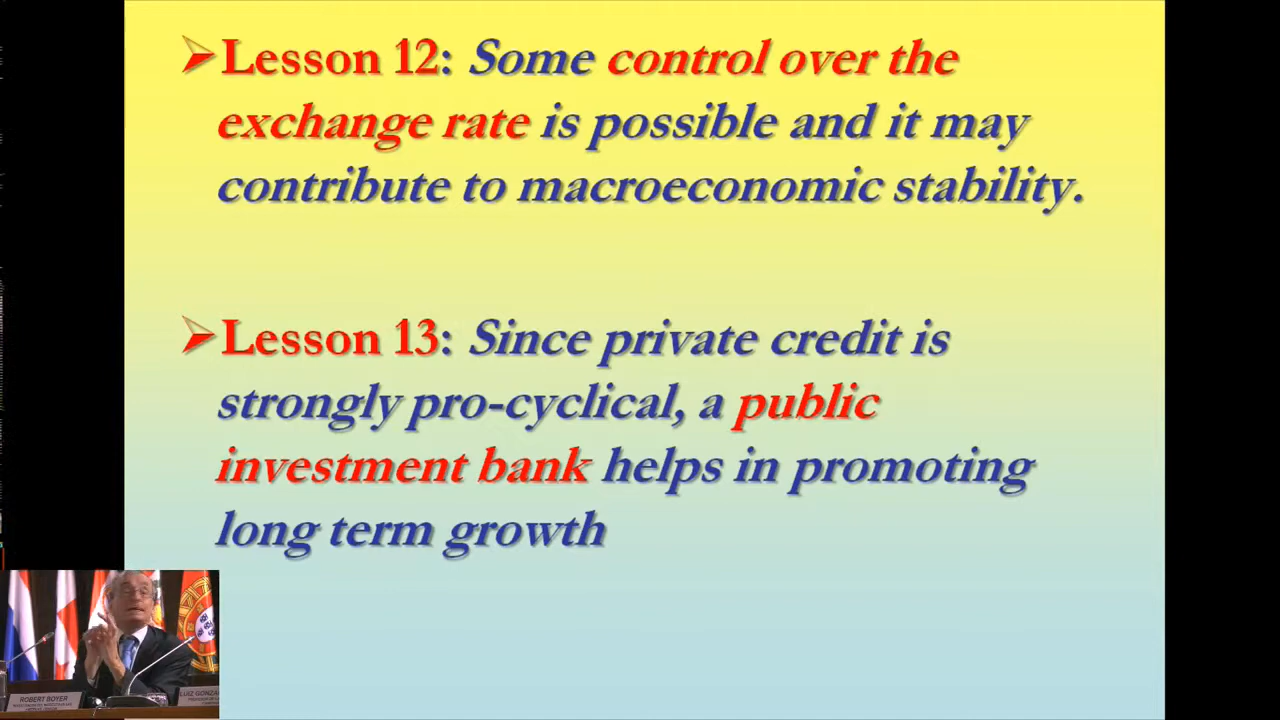 Lesson 12: Some control over the
exchange rate is possible and it may
contribute to macroeconomic stability.
Lesson 13: Since private credit is
strongly pro-cyclical, a public
investment bank helps in promoting
long term growth
ROBERT BOYER
LUIZ